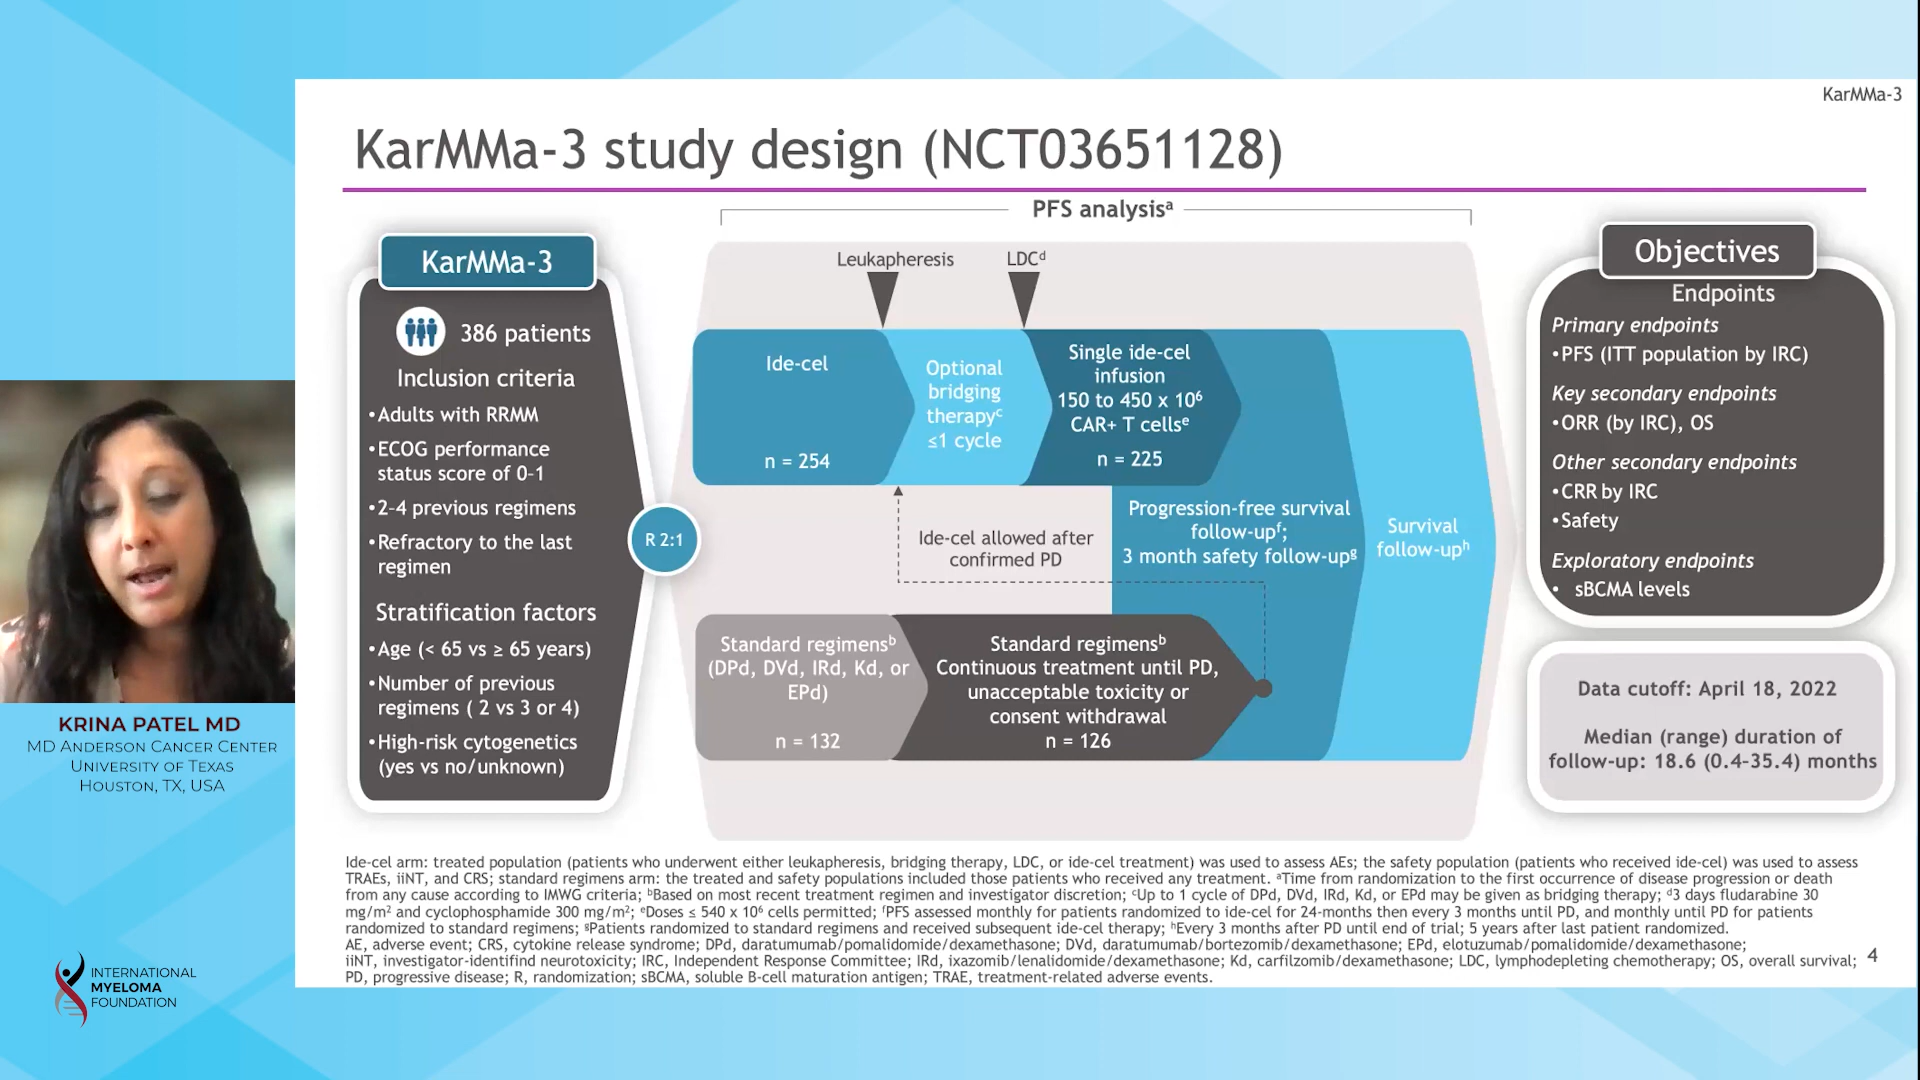 KarMMa-3
KarMMa-3 study design (NCT03651128)
PFS analysisᵃ
KarMMa-3
386 patients
Inclusion criteria
•Adults with RRMM
•ECOG performance
status score of 0–1
•2–4 previous regimens
•Refractory to the last
regimen
Stratification factors
•Age (< 65 vs ≥ 65 years)
•Number of previous
regimens ( 2 vs 3 or 4)
•High-risk cytogenetics
(yes vs no/unknown)
R 2:1
Leukapheresis
LDCᵈ
Ide-cel
n = 254
Optional
bridging
therapyᶜ
≤1 cycle
Single ide-cel
infusion
150 to 450 x 10⁶
CAR+ T cellsᵉ
n = 225
Ide-cel allowed after
confirmed PD
Progression-free survival
follow-upᶠ;
3 month safety follow-upᵍ
Survival
follow-upʰ
Standard regimensᵇ
(DPd, DVd, IRd, Kd, or
EPd)
n = 132
Standard regimensᵇ
Continuous treatment until PD,
unacceptable toxicity or
consent withdrawal
n = 126
Objectives
Endpoints
Primary endpoints
•PFS (ITT population by IRC)
Key secondary endpoints
•ORR (by IRC), OS
Other secondary endpoints
•CRR by IRC
•Safety
Exploratory endpoints
• sBCMA levels
Data cutoff: April 18, 2022
Median (range) duration of
follow-up: 18.6 (0.4–35.4) months
Ide-cel arm: treated population (patients who underwent either leukapheresis, bridging therapy, LDC, or ide-cel treatment) was used to assess AEs; the safety population (patients who received ide-cel) was used to assess
TRAEs, iiNT, and CRS; standard regimens arm: the treated and safety populations included those patients who received any treatment. ᵃTime from randomization to the first occurrence of disease progression or death
from any cause according to IMWG criteria; ᵇBased on most recent treatment regimen and investigator discretion; ᶜUp to 1 cycle of DPd, DVd, IRd, Kd, or EPd may be given as bridging therapy; ᵈ3 days fludarabine 30
mg/m² and cyclophosphamide 300 mg/m²; ᵉDoses ≤ 540 x 10⁶ cells permitted; ᶠPFS assessed monthly for patients randomized to ide-cel for 24-months then every 3 months until PD, and monthly until PD for patients
randomized to standard regimens; ᵍPatients randomized to standard regimens and received subsequent ide-cel therapy; ʰEvery 3 months after PD until end of trial; 5 years after last patient randomized.
AE, adverse event; CRS, cytokine release syndrome; DPd, daratumumab/pomalidomide/dexamethasone; DVd, daratumumab/bortezomib/dexamethasone; EPd, elotuzumab/pomalidomide/dexamethasone;
iiNT, investigator-identifind neurotoxicity; IRC, Independent Response Committee; IRd, ixazomib/lenalidomide/dexamethasone; Kd, carfilzomib/dexamethasone; LDC, lymphodepleting chemotherapy; OS, overall survival;
PD, progressive disease; R, randomization; sBCMA, soluble B-cell maturation antigen; TRAE, treatment-related adverse events.
4
KRINA PATEL MD
MD ANDERSON CANCER CENTER
UNIVERSITY OF TEXAS
HOUSTON, TX, USA
INTERNATIONAL
MYELOMA
FOUNDATION